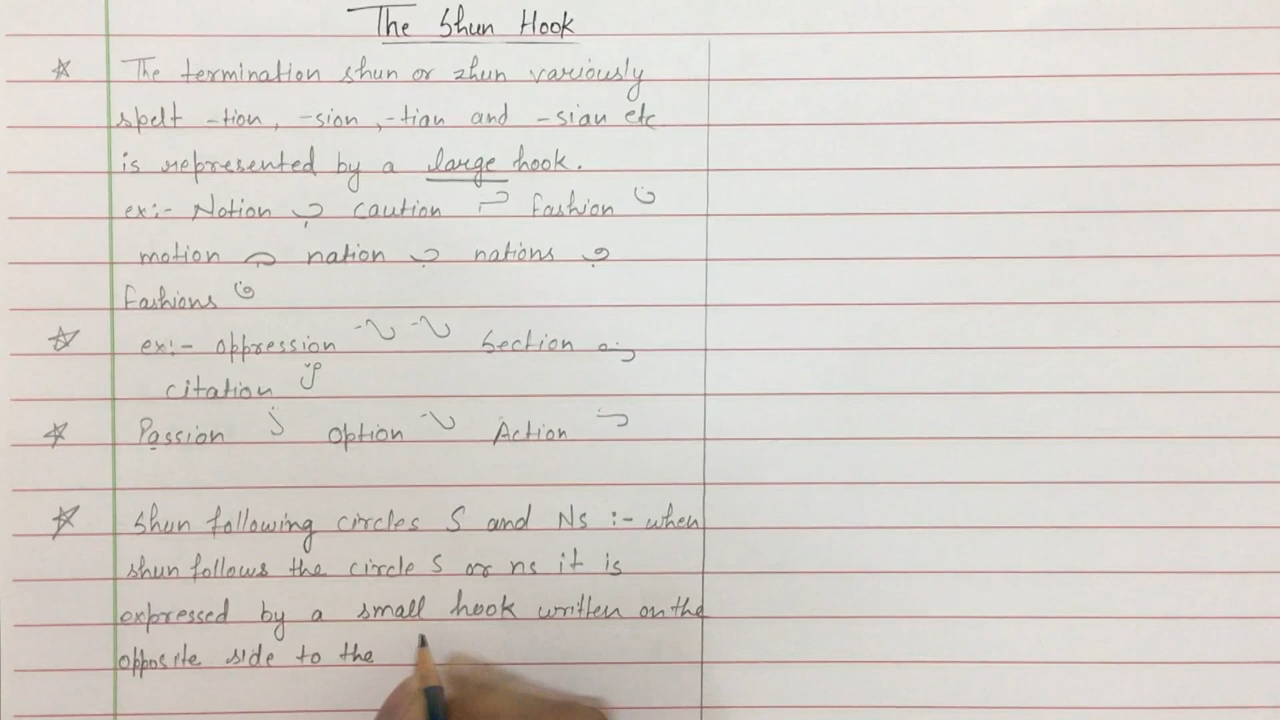 The Shun Hook
The termination shun or zhun variously
spelt -tion, -sion, -tian and -sian etc
is represented by a large hook.
ex:- Notion caution fashion
motion nation nations
fashions
ex:- oppression Section
citation
Passion Option Action
Shun following circles S and Ns :- when
shun follows the circle S or ns it is
expressed by a small hook written on the
opposite side to the